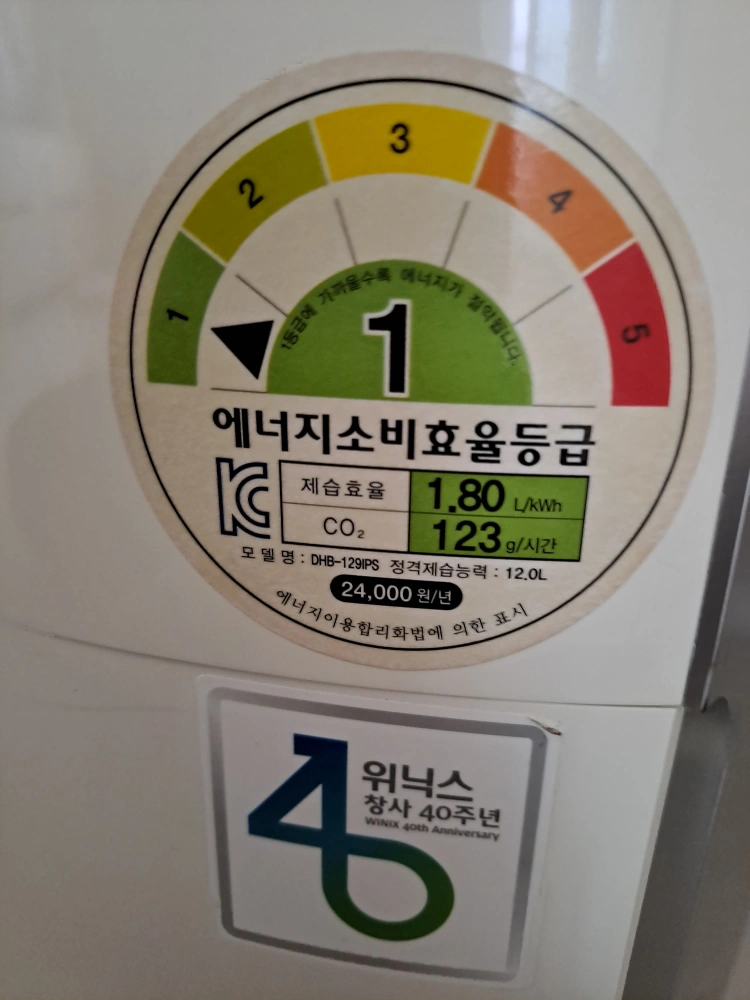 1
2
3
4
5
1등급에 가까울수록 에너지가 절약됩니다.
1
에너지소비효율등급
제습효율 1.80 L/kWh
CO₂ 123 g/시간
모델명 : DHB-129IPS 정격제습능력 : 12.0L
24,000 원/년
에너지이용합리화법에 의한 표시
40
위닉스
창사 40주년
WINIX 40th Anniversary